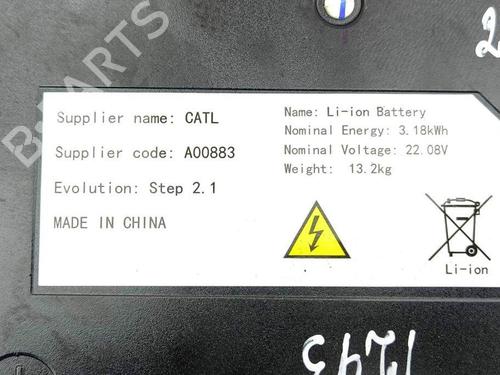 Supplier name: CATL
Supplier code: A00883
Evolution: Step 2.1
MADE IN CHINA
Name: Li-ion Battery
Nominal Energy: 3.18kWh
Nominal Voltage: 22.08V
Weight: 13.2kg
Li-ion
1293